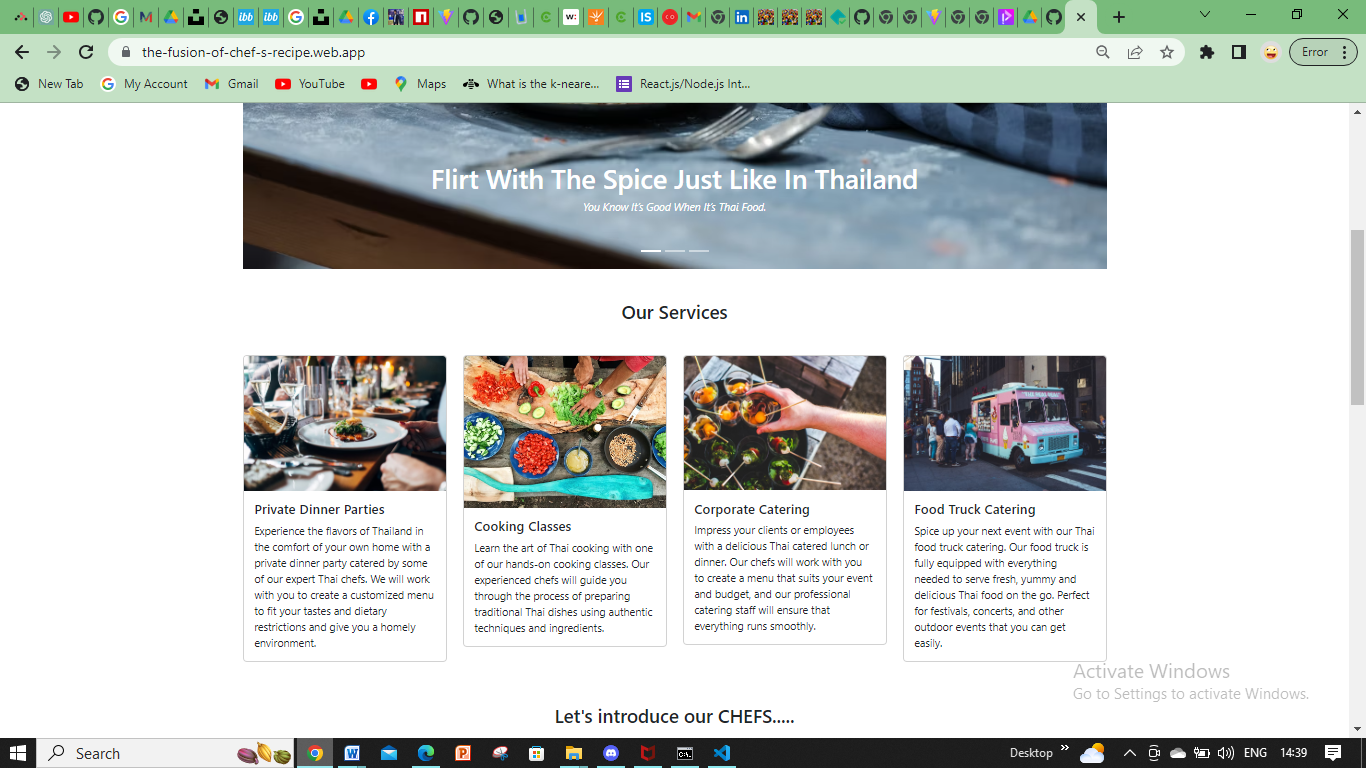 the-fusion-of-chef-s-recipe.web.app
Error
New Tab
My Account
Gmail
YouTube
Maps
What is the k-neare...
React.js/Node.js Int...
Flirt With The Spice Just Like In Thailand
You Know It's Good When It's Thai Food.
Our Services
Private Dinner Parties
Experience the flavors of Thailand in
the comfort of your own home with a
private dinner party catered by some
of our expert Thai chefs. We will work
with you to create a customized menu
to fit your tastes and dietary
restrictions and give you a homely
environment.
Cooking Classes
Learn the art of Thai cooking with one
of our hands-on cooking classes. Our
experienced chefs will guide you
through the process of preparing
traditional Thai dishes using authentic
techniques and ingredients.
Corporate Catering
Impress your clients or employees
with a delicious Thai catered lunch or
dinner. Our chefs will work with you
to create a menu that suits your event
and budget, and our professional
catering staff will ensure that
everything runs smoothly.
Food Truck Catering
Spice up your next event with our Thai
food truck catering. Our food truck is
fully equipped with everything
needed to serve fresh, yummy and
delicious Thai food on the go. Perfect
for festivals, concerts, and other
outdoor events that you can get
easily.
Activate Windows
Go to Settings to activate Windows.
Let's introduce our CHEFS.....
Search
Desktop
ENG
14:39